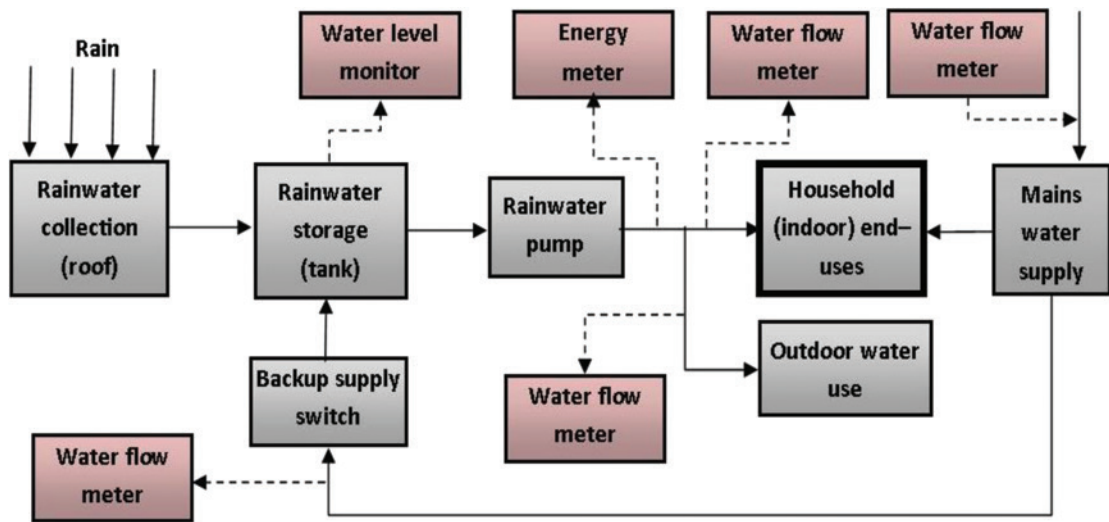 Rain
Water level
monitor
Energy
meter
Water flow
meter
Water flow
meter
Rainwater
collection
(roof)
Rainwater
storage
(tank)
Rainwater
pump
Household
(indoor) end–
uses
Mains
water
supply
Backup supply
switch
Water flow
meter
Outdoor water
use
Water flow
meter